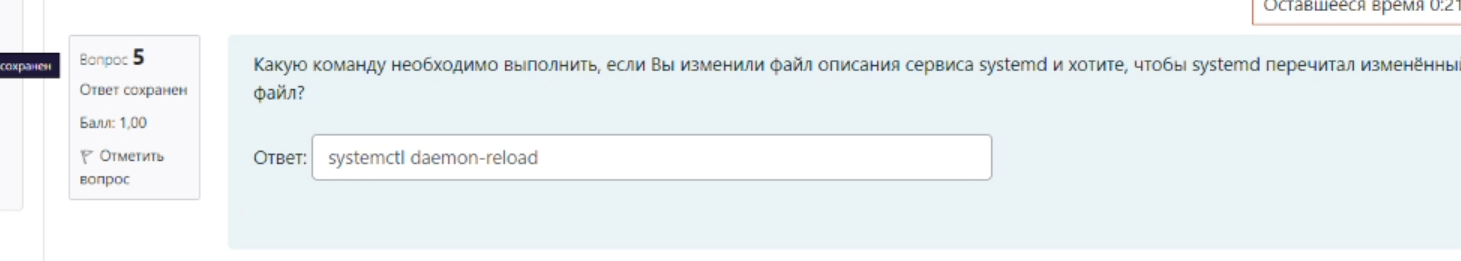 Оставшееся время 0:21
сохранен
Вопрос 5
Ответ сохранен
Балл: 1,00
Отметить
вопрос
Какую команду необходимо выполнить, если Вы изменили файл описания сервиса systemd и хотите, чтобы systemd перечитал изменённый
файл?
Ответ: systemctl daemon-reload